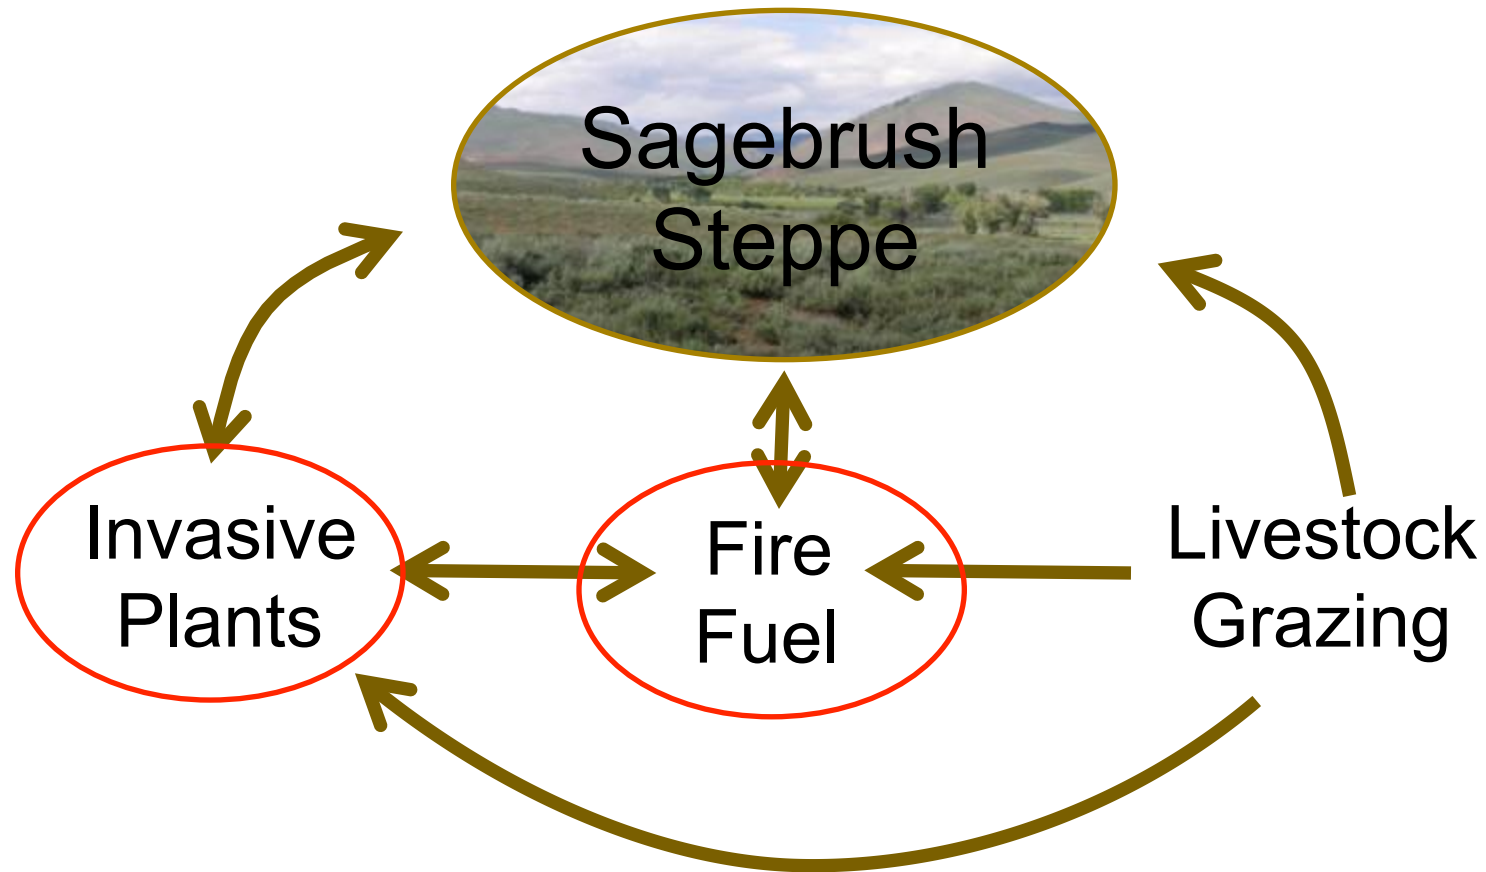 Sagebrush
Steppe
Invasive
Plants
Fire
Fuel
Livestock
Grazing